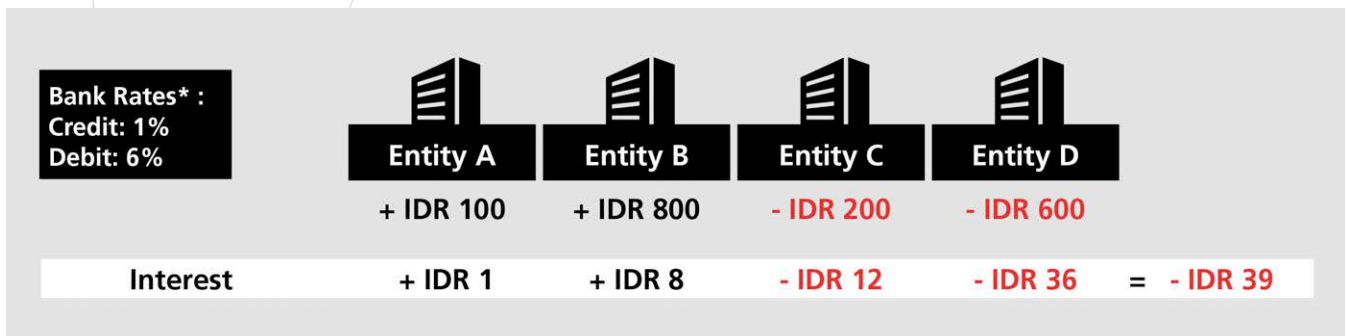 Bank Rates* :
Credit: 1%
Debit: 6%
Entity A Entity B Entity C Entity D
+ IDR 100 + IDR 800 - IDR 200 - IDR 600
Interest + IDR 1 + IDR 8 - IDR 12 - IDR 36 = - IDR 39